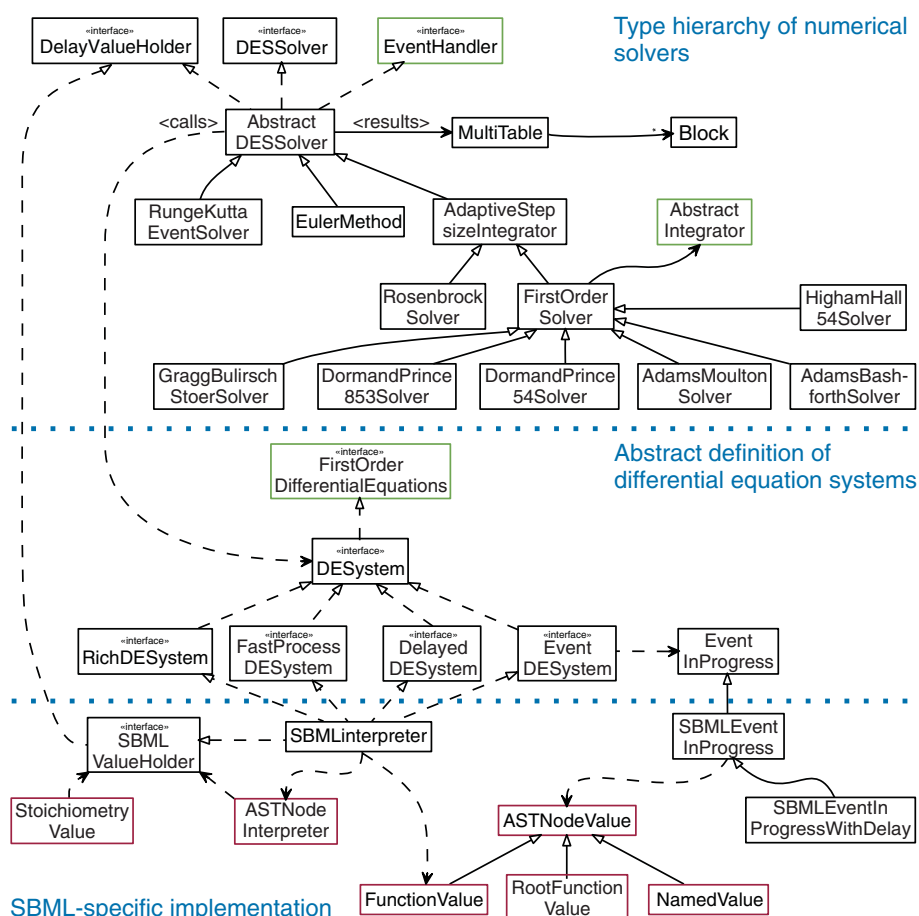 «interface»
DelayValueHolder
«interface»
DESSolver
«interface»
EventHandler
Type hierarchy of numerical
solvers
<calls>
Abstract
DESSolver
<results>
MultiTable
*
Block
RungeKutta
EventSolver
EulerMethod
AdaptiveStep
sizeIntegrator
Abstract
Integrator
Rosenbrock
Solver
FirstOrder
Solver
HighamHall
54Solver
GraggBulirsch
StoerSolver
DormandPrince
853Solver
DormandPrince
54Solver
AdamsMoulton
Solver
AdamsBash-
forthSolver
Abstract definition of
differential equation systems
«interface»
FirstOrder
DifferentialEquations
«interface»
DESystem
«interface»
RichDESystem
«interface»
FastProcess
DESystem
«interface»
Delayed
DESystem
«interface»
Event
DESystem
Event
InProgress
«interface»
SBML
ValueHolder
SBMLinterpreter
SBMLEvent
InProgress
Stoichiometry
Value
ASTNode
Interpreter
ASTNodeValue
SBMLEventIn
ProgressWithDelay
FunctionValue
RootFunction
Value
NamedValue
SBML-specific implementation